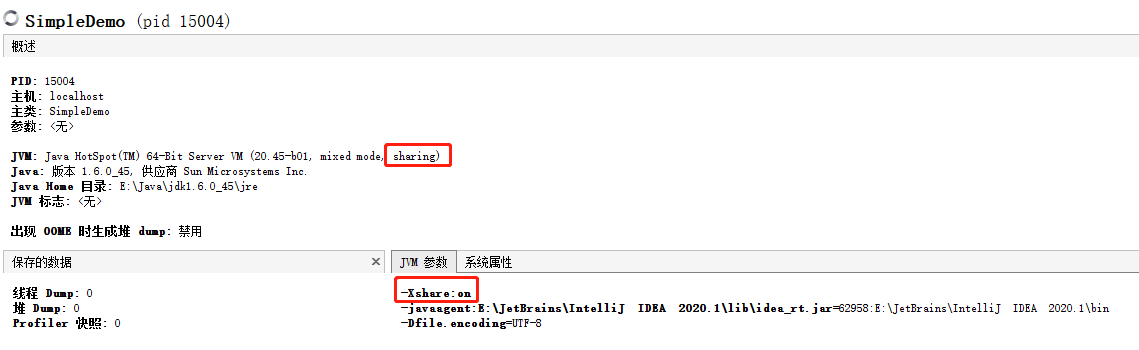 SimpleDemo (pid 15004)
概述
PID: 15004
主机: localhost
主类: SimpleDemo
参数: <无>
JVM: Java HotSpot(TM) 64-Bit Server VM (20.45-b01, mixed mode, sharing)
Java: 版本 1.6.0_45, 供应商 Sun Microsystems Inc.
Java Home 目录: E:\Java\jdk1.6.0_45\jre
JVM 标志: <无>
出现 OOME 时生成堆 dump: 禁用
保存的数据
线程 Dump: 0
堆 Dump: 0
Profiler 快照: 0
JVM 参数 系统属性
-Xshare:on
-javaagent:E:\JetBrains\IntelliJ IDEA 2020.1\lib\idea_rt.jar=62958:E:\JetBrains\IntelliJ IDEA 2020.1\bin
-Dfile.encoding=UTF-8